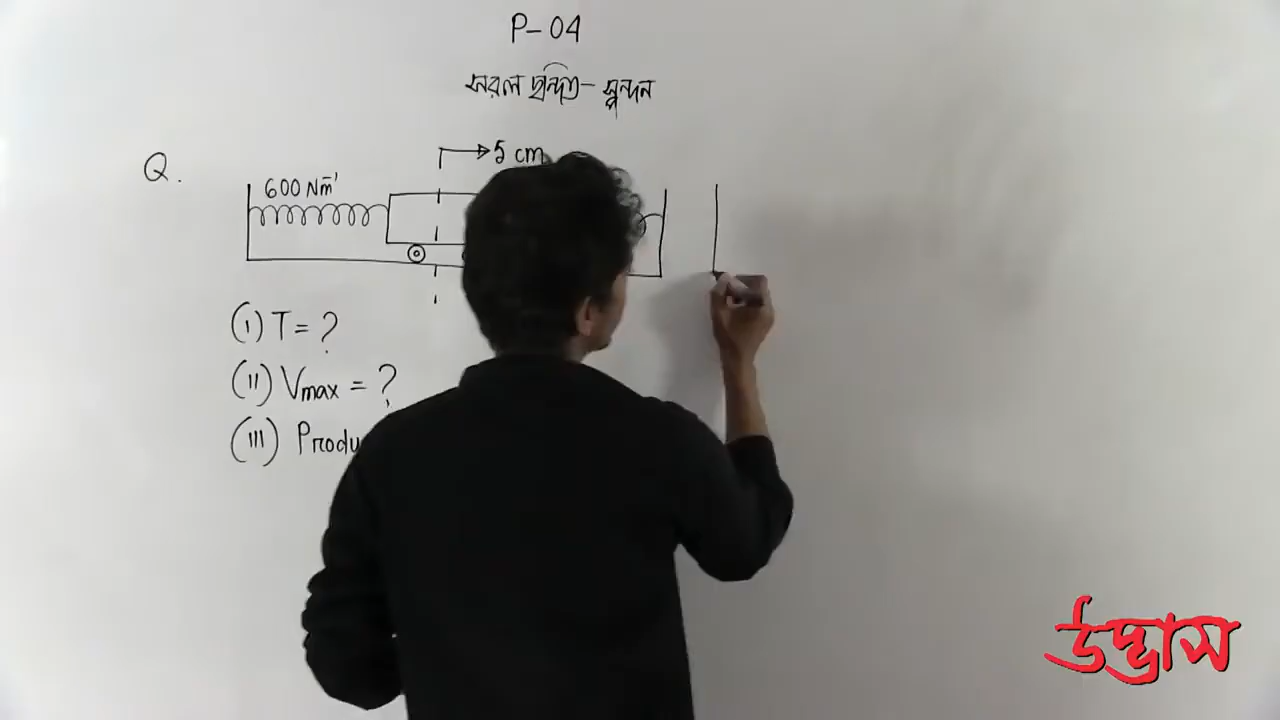 P-04
সরল ছন্দিত-স্পন্দন
5 cm
Q.
600 Nm⁻¹
(I) T = ?
(II) Vmax = ?
(III) Produ
উদ্ভাস